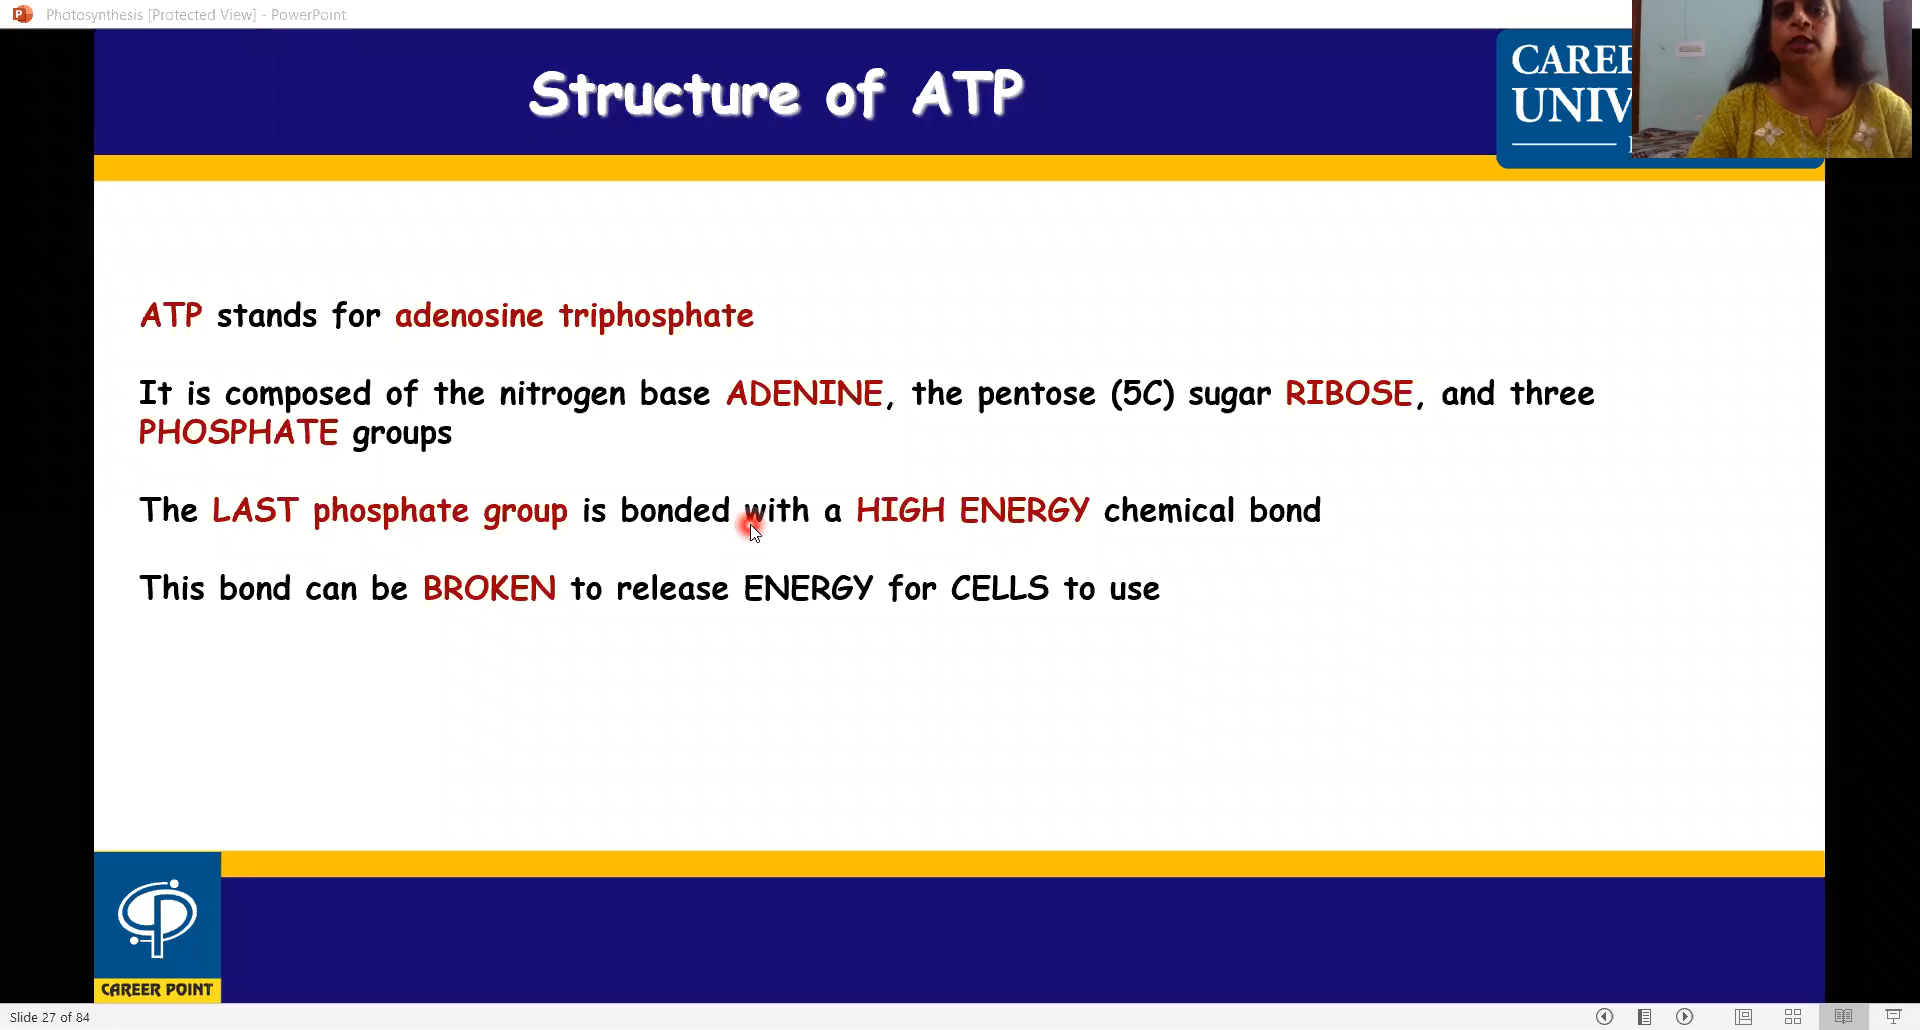 Photosynthesis [Protected View] - PowerPoint
Structure of ATP
ATP stands for adenosine triphosphate
It is composed of the nitrogen base ADENINE, the pentose (5C) sugar RIBOSE, and three
PHOSPHATE groups
The LAST phosphate group is bonded with a HIGH ENERGY chemical bond
This bond can be BROKEN to release ENERGY for CELLS to use
CAREER POINT
Slide 27 of 84